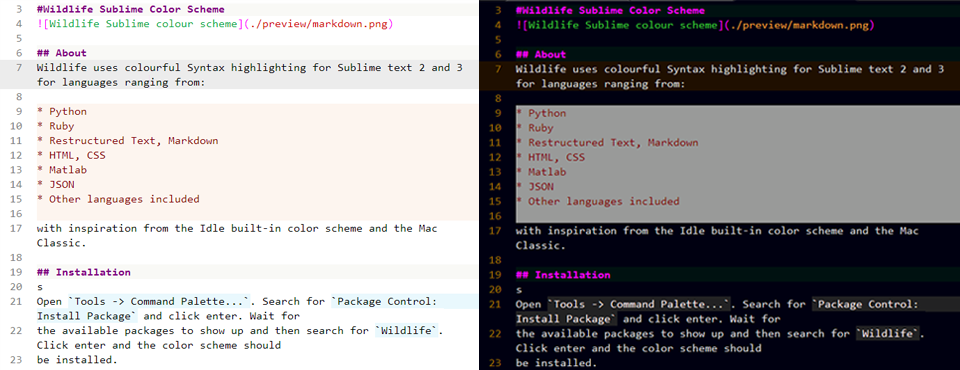 3 #Wildlife Sublime Color Scheme
4 ![Wildlife Sublime colour scheme](./preview/markdown.png)
5
6 ## About
7 Wildlife uses colourful Syntax highlighting for Sublime text 2 and 3
for languages ranging from:
8
9 * Python
10 * Ruby
11 * Restructured Text, Markdown
12 * HTML, CSS
13 * Matlab
14 * JSON
15 * Other languages included
16
17 with inspiration from the Idle built-in color scheme and the Mac
Classic.
18
19 ## Installation
20 s
21 Open `Tools -> Command Palette...`. Search for `Package Control:
Install Package` and click enter. Wait for
22 the available packages to show up and then search for `Wildlife`.
Click enter and the color scheme should
23 be installed.
3 #Wildlife Sublime Color Scheme
4 ![Wildlife Sublime colour scheme](./preview/markdown.png)
5
6 ## About
7 Wildlife uses colourful Syntax highlighting for Sublime text 2 and 3
for languages ranging from:
8
9 * Python
10 * Ruby
11 * Restructured Text, Markdown
12 * HTML, CSS
13 * Matlab
14 * JSON
15 * Other languages included
16
17 with inspiration from the Idle built-in color scheme and the Mac
Classic.
18
19 ## Installation
20 s
21 Open `Tools -> Command Palette...`. Search for `Package Control:
Install Package` and click enter. Wait for
22 the available packages to show up and then search for `Wildlife`.
Click enter and the color scheme should
23 be installed.